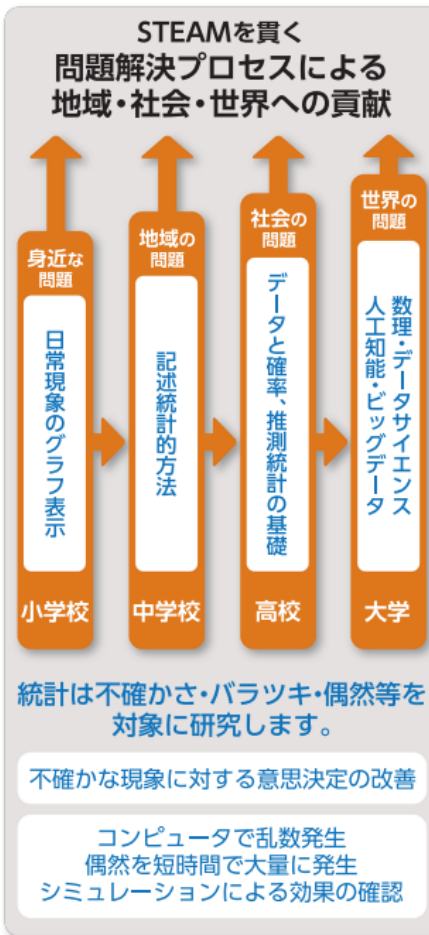 STEAMを貫く
問題解決プロセスによる
地域・社会・世界への貢献
身近な
問題
日常現象のグラフ表示
小学校
地域の
問題
記述統計的方法
中学校
社会の
問題
データと確率、推測統計の基礎
高校
世界の
問題
数理・データサイエンス
人工知能・ビッグデータ
大学
統計は不確かさ・バラツキ・偶然等を
対象に研究します。
不確かな現象に対する意思決定の改善
コンピュータで乱数発生
偶然を短時間で大量に発生
シミュレーションによる効果の確認